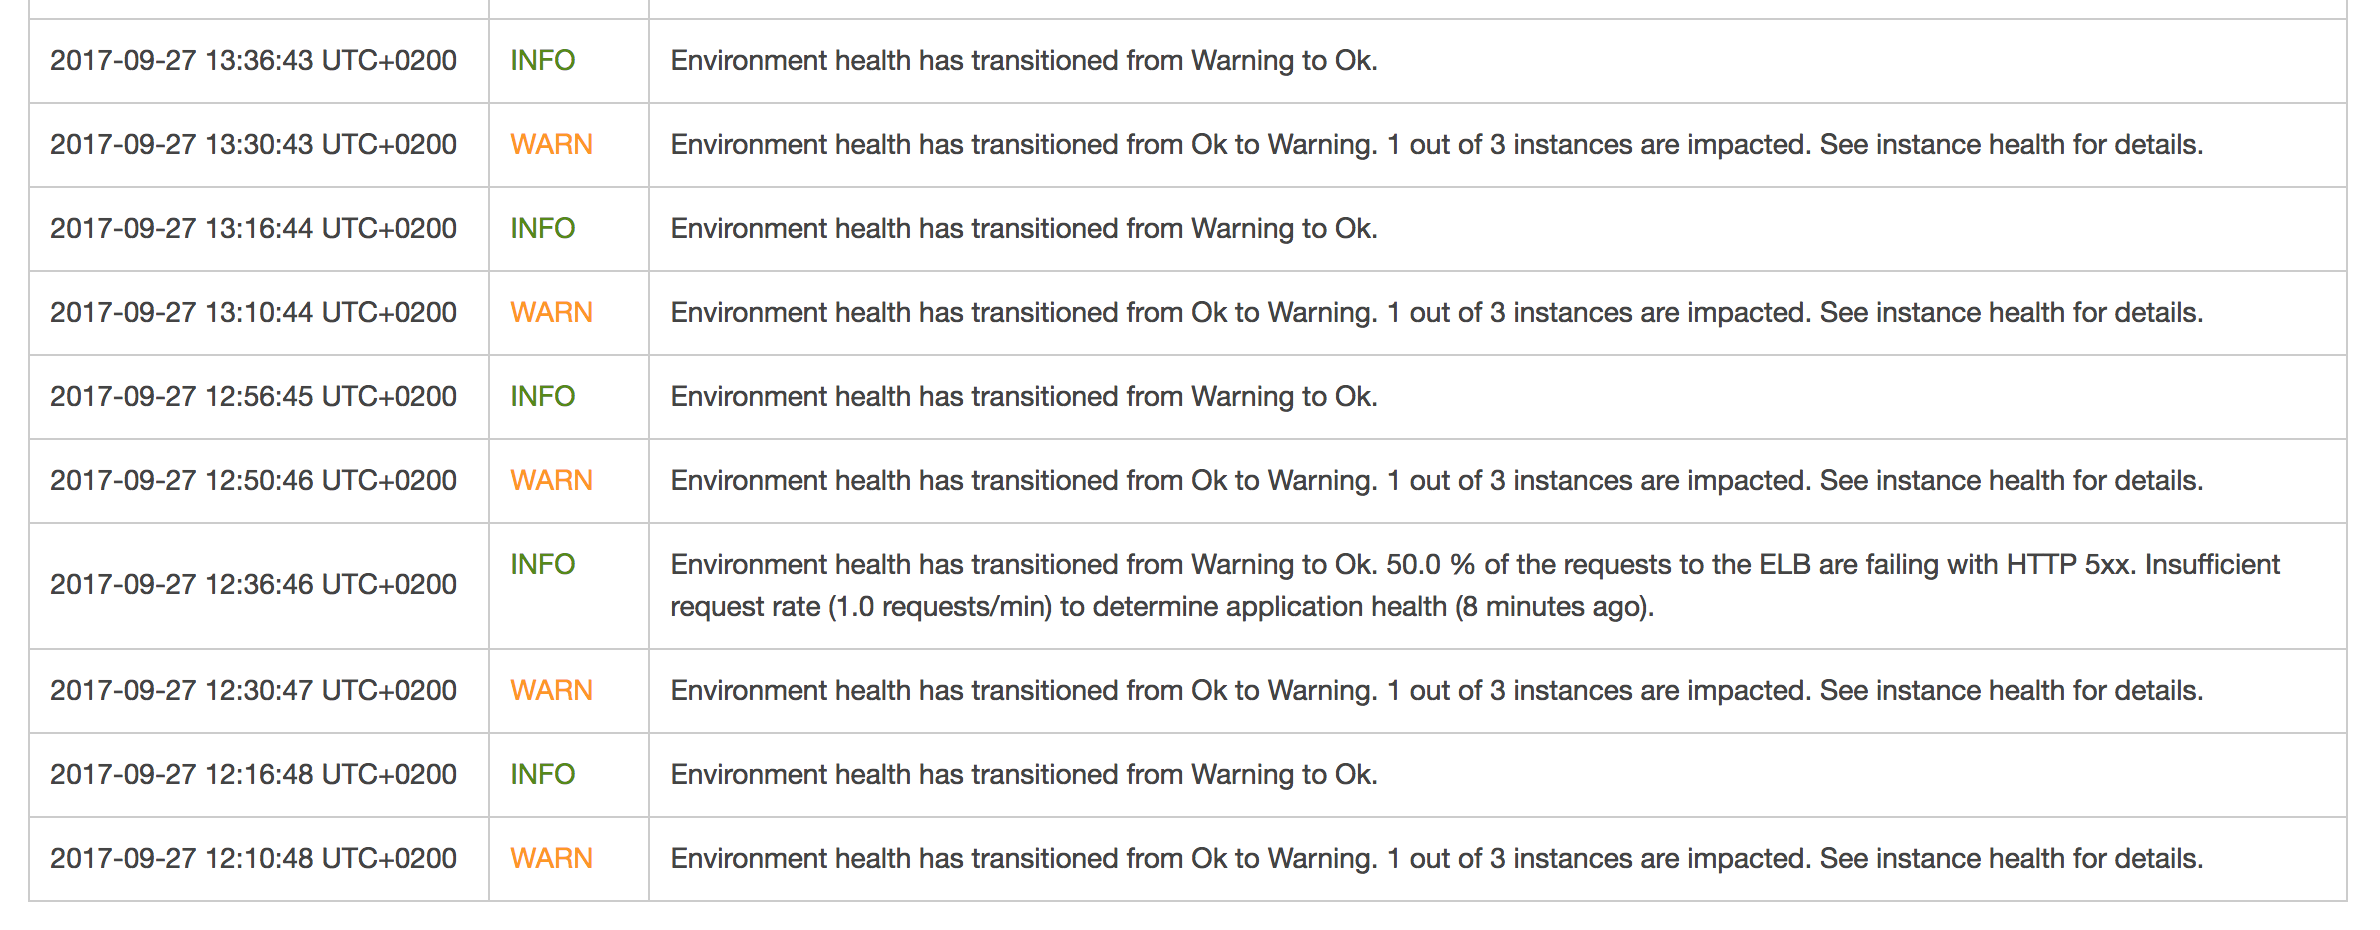 2017-09-27 13:36:43 UTC+0200 INFO Environment health has transitioned from Warning to Ok.
2017-09-27 13:30:43 UTC+0200 WARN Environment health has transitioned from Ok to Warning. 1 out of 3 instances are impacted. See instance health for details.
2017-09-27 13:16:44 UTC+0200 INFO Environment health has transitioned from Warning to Ok.
2017-09-27 13:10:44 UTC+0200 WARN Environment health has transitioned from Ok to Warning. 1 out of 3 instances are impacted. See instance health for details.
2017-09-27 12:56:45 UTC+0200 INFO Environment health has transitioned from Warning to Ok.
2017-09-27 12:50:46 UTC+0200 WARN Environment health has transitioned from Ok to Warning. 1 out of 3 instances are impacted. See instance health for details.
2017-09-27 12:36:46 UTC+0200 INFO Environment health has transitioned from Warning to Ok. 50.0 % of the requests to the ELB are failing with HTTP 5xx. Insufficient
request rate (1.0 requests/min) to determine application health (8 minutes ago).
2017-09-27 12:30:47 UTC+0200 WARN Environment health has transitioned from Ok to Warning. 1 out of 3 instances are impacted. See instance health for details.
2017-09-27 12:16:48 UTC+0200 INFO Environment health has transitioned from Warning to Ok.
2017-09-27 12:10:48 UTC+0200 WARN Environment health has transitioned from Ok to Warning. 1 out of 3 instances are impacted. See instance health for details.